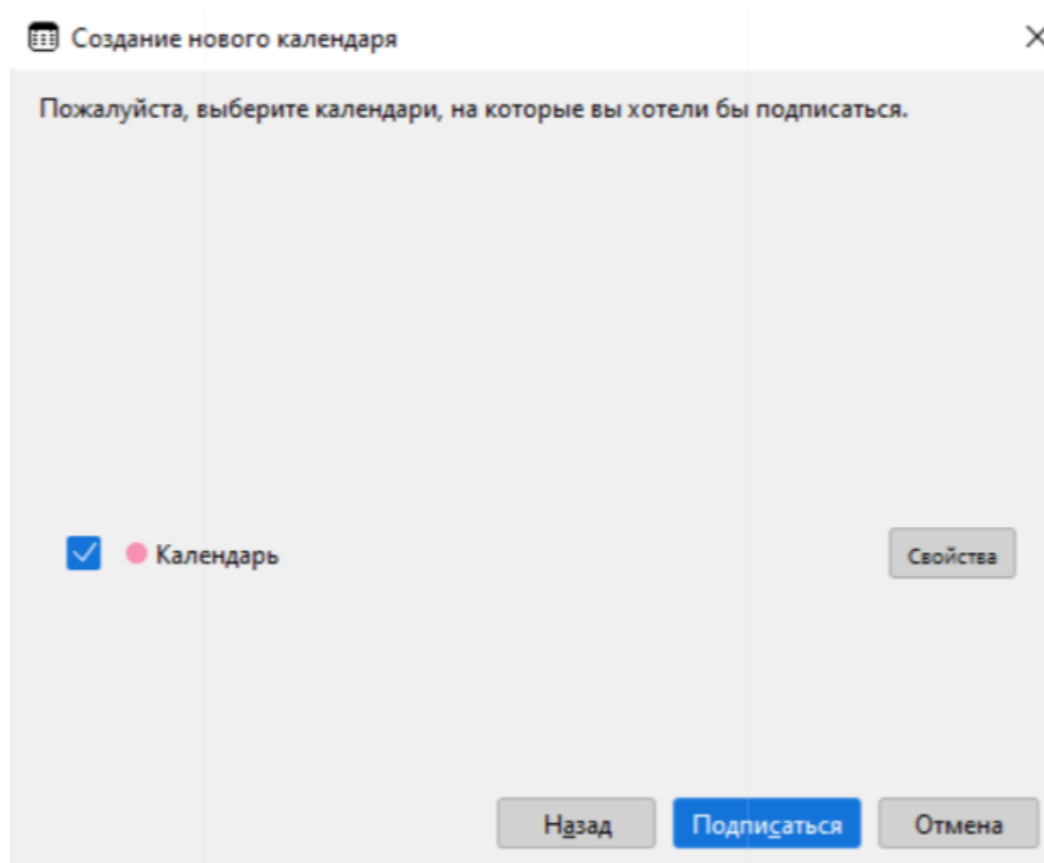 Создание нового календаря
Пожалуйста, выберите календари, на которые вы хотели бы подписаться.
Календарь
Свойства
Назад
Подписаться
Отмена